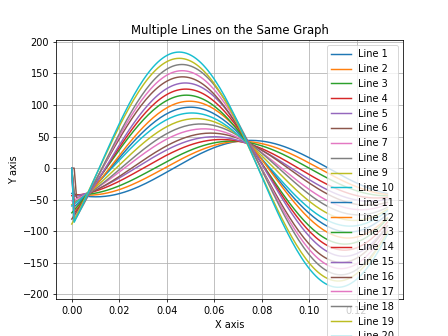 Multiple Lines on the Same Graph
Y axis
200
150
100
50
0
−50
−100
−150
−200
0.00
0.02
0.04
0.06
0.08
0.10
X axis
Line 1
Line 2
Line 3
Line 4
Line 5
Line 6
Line 7
Line 8
Line 9
Line 10
Line 11
Line 12
Line 13
Line 14
Line 15
Line 16
Line 17
Line 18
Line 19
Line 20